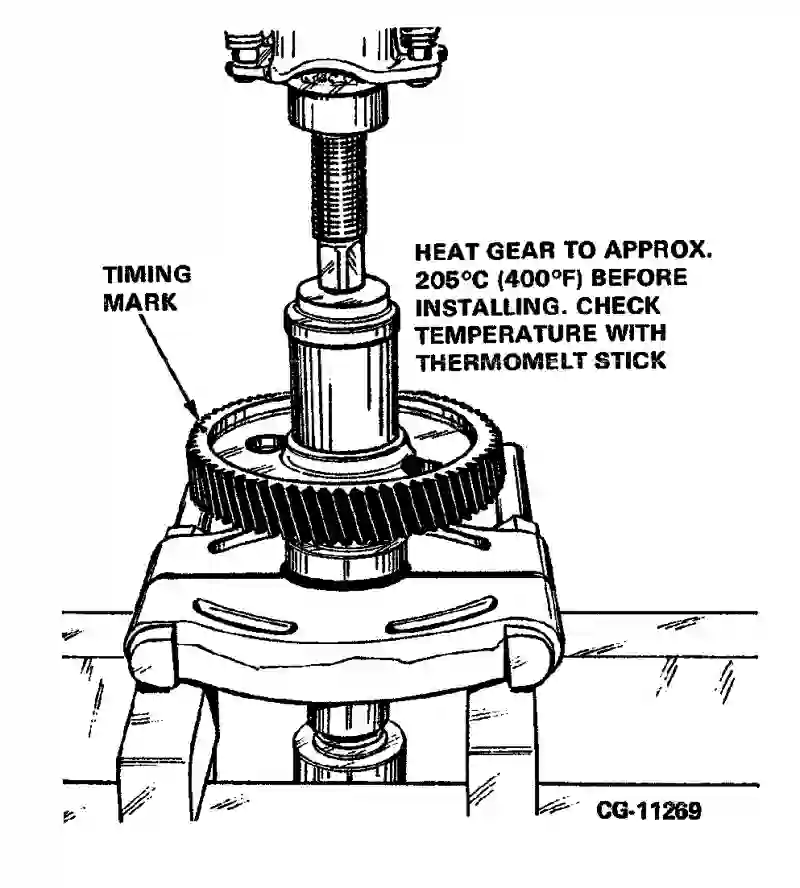 TIMING
MARK
HEAT GEAR TO APPROX.
205°C (400°F) BEFORE
INSTALLING. CHECK
TEMPERATURE WITH
THERMOMELT STICK
CG-11269